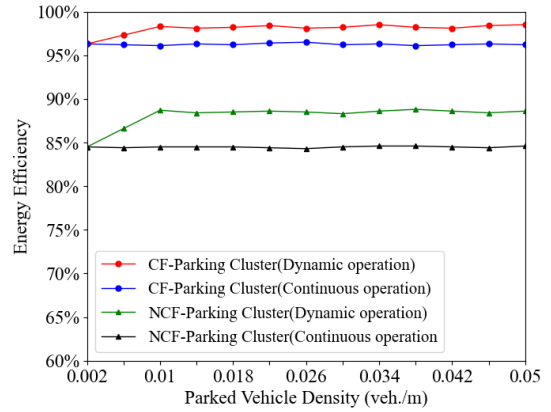 100%
95%
90%
85%
80%
75%
70%
65%
60%
Energy Efficiency
CF-Parking Cluster(Dynamic operation)
CF-Parking Cluster(Continuous operation)
NCF-Parking Cluster(Dynamic operation)
NCF-Parking Cluster(Continuous operation
0.002 0.01 0.018 0.026 0.034 0.042 0.05
Parked Vehicle Density (veh./m)